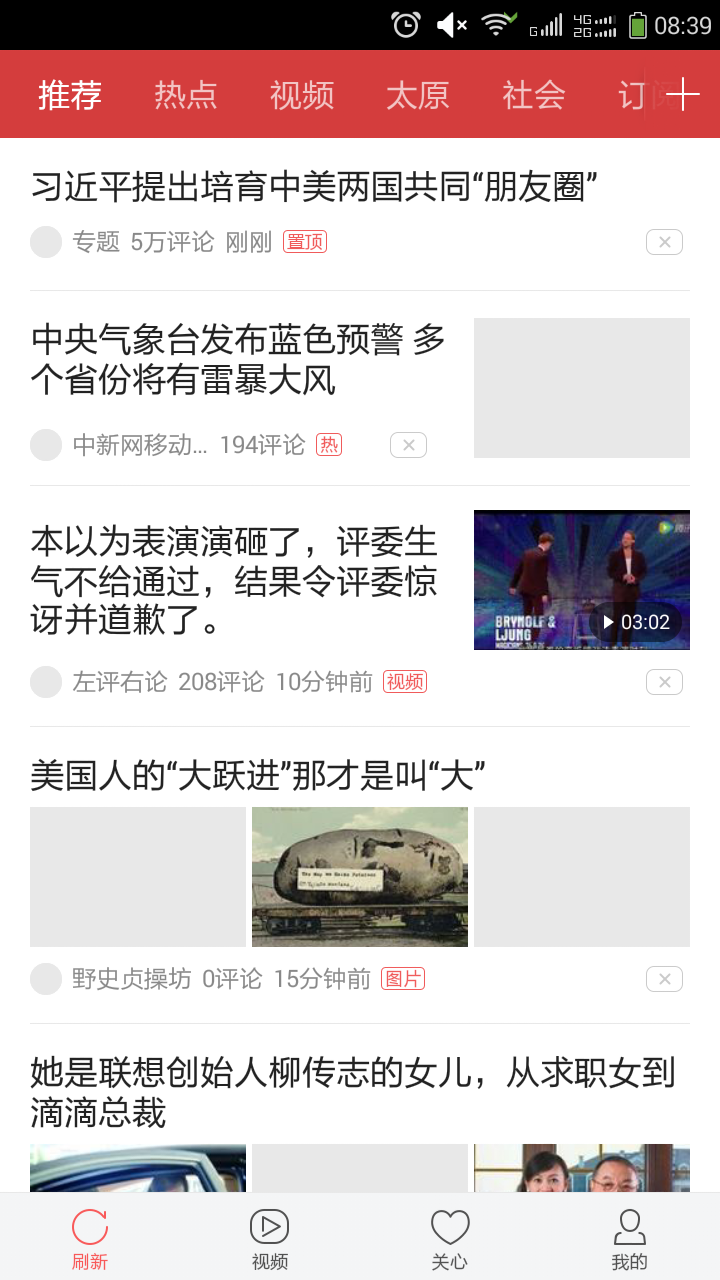 4G
G 2G 08:39
推荐 热点 视频 太原 社会 订阅
习近平提出培育中美两国共同“朋友圈”
专题 5万评论 刚刚 置顶
中央气象台发布蓝色预警 多
个省份将有雷暴大风
中新网移动... 194评论 热
本以为表演演砸了，评委生
气不给通过，结果令评委惊
讶并道歉了。
BRYNOLF &
LJUNG
03:02
左评右论 208评论 10分钟前 视频
美国人的“大跃进”那才是叫“大”
The Way We Raise Potatoes
野史贞操坊 0评论 15分钟前 图片
她是联想创始人柳传志的女儿，从求职女到
滴滴总裁
刷新 视频 关心 我的